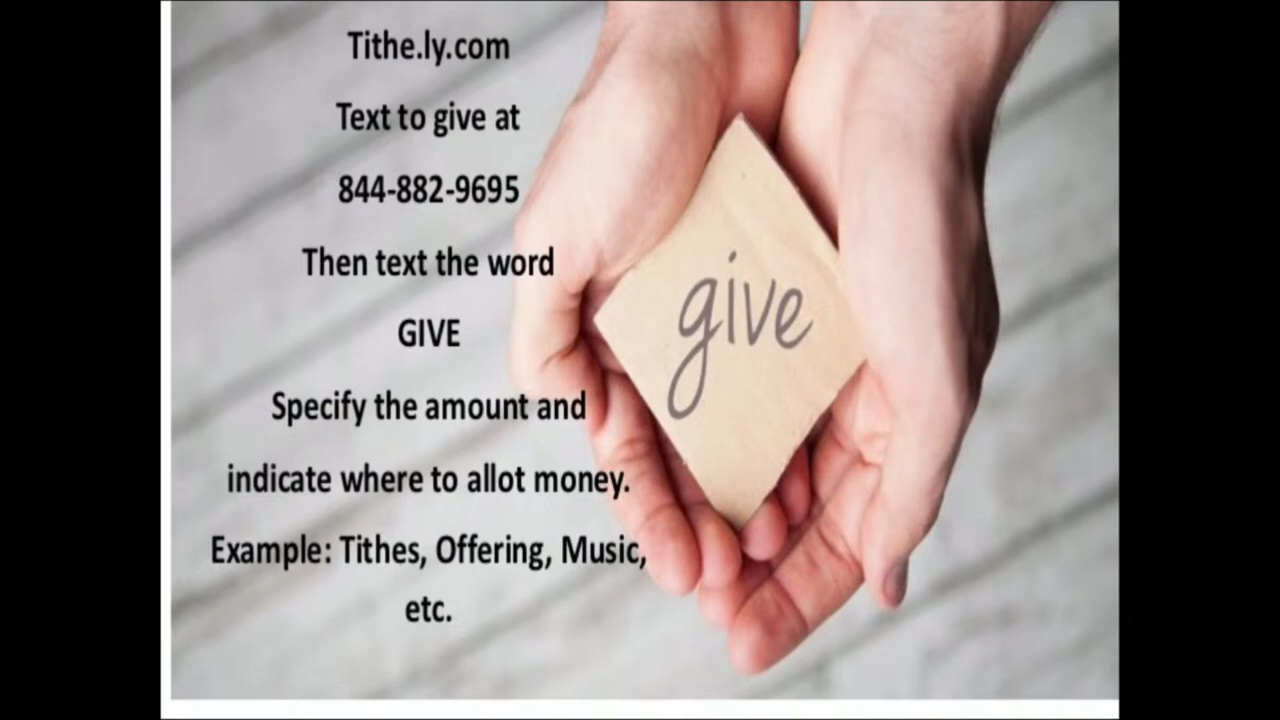 Tithe.ly.com
Text to give at
844-882-9695
Then text the word
GIVE
Specify the amount and
indicate where to allot money.
Example: Tithes, Offering, Music,
etc.
give